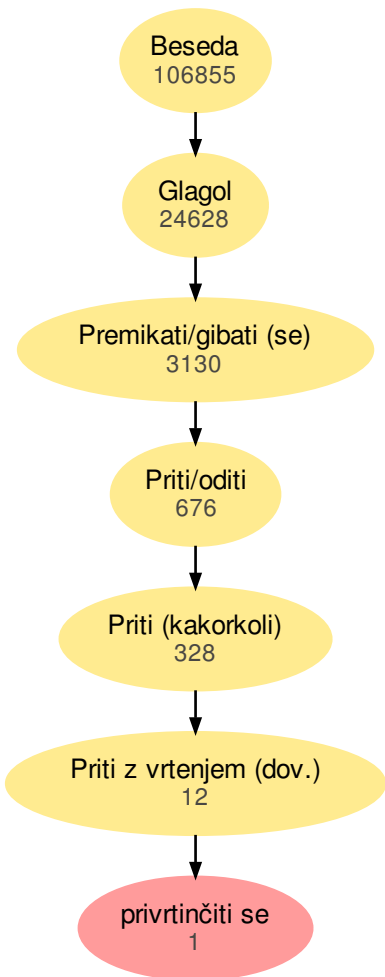 Beseda
106855
Glagol
24628
Premikati/gibati (se)
3130
Priti/oditi
676
Priti (kakorkoli)
328
Priti z vrtenjem (dov.)
12
privrtinčiti se
1